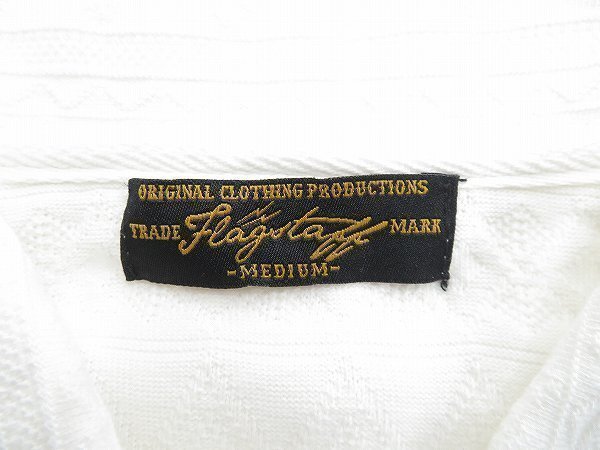 ORIGINAL CLOTHING PRODUCTIONS
TRADE Flagstaff MARK
-MEDIUM-